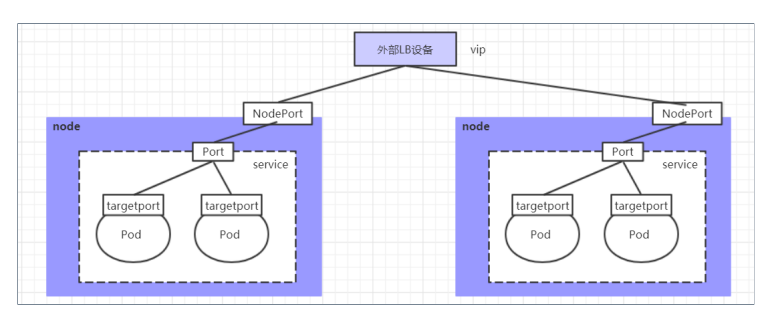 外部LB设备
vip
NodePort
NodePort
node
node
Port
Port
service
service
targetport
targetport
targetport
targetport
Pod
Pod
Pod
Pod